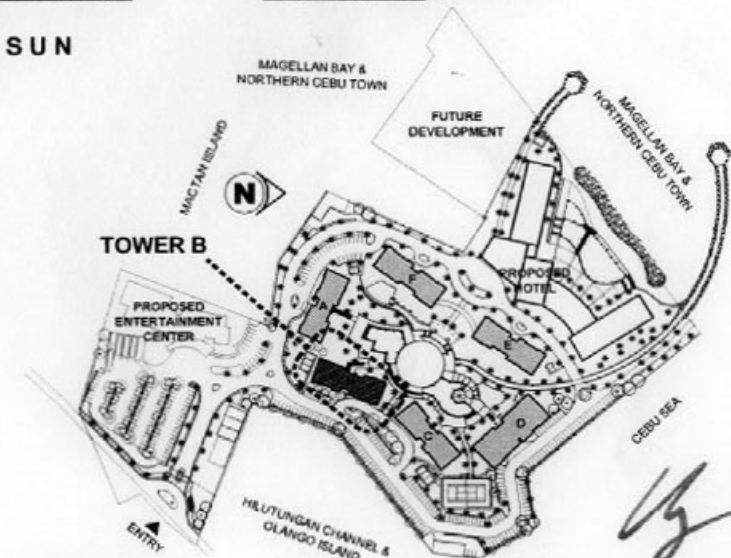 SUN
MAGELLAN BAY &
NORTHERN CEBU TOWN
FUTURE
DEVELOPMENT
MAGELLAN BAY &
NORTHERN CEBU TOWN
MACTAN ISLAND
N
TOWER B
PROPOSED
ENTERTAINMENT
CENTER
PROPOSED
HOTEL
A
F
E
C
D
CEBU SEA
HILUTUNGAN CHANNEL &
OLANGO ISLAND
ENTRY